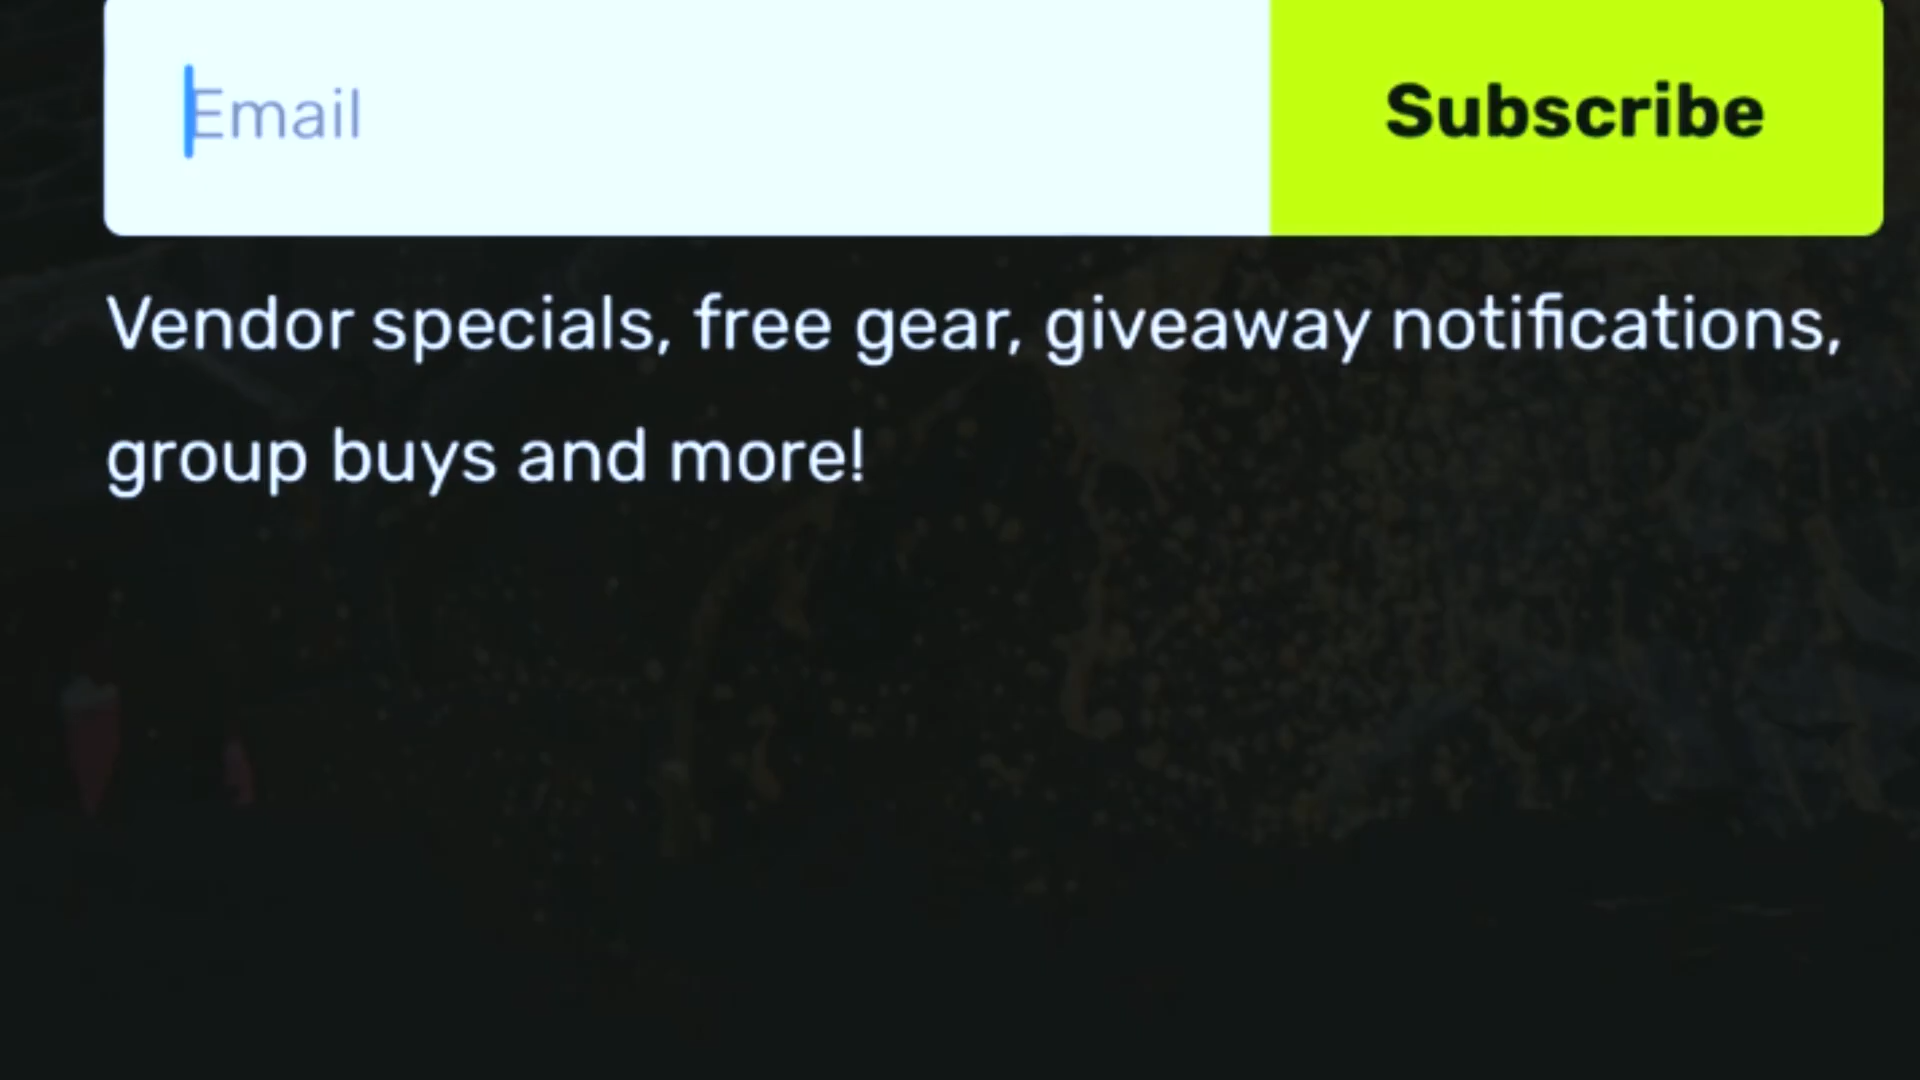 Email
Subscribe
Vendor specials, free gear, giveaway notifications,
group buys and more!